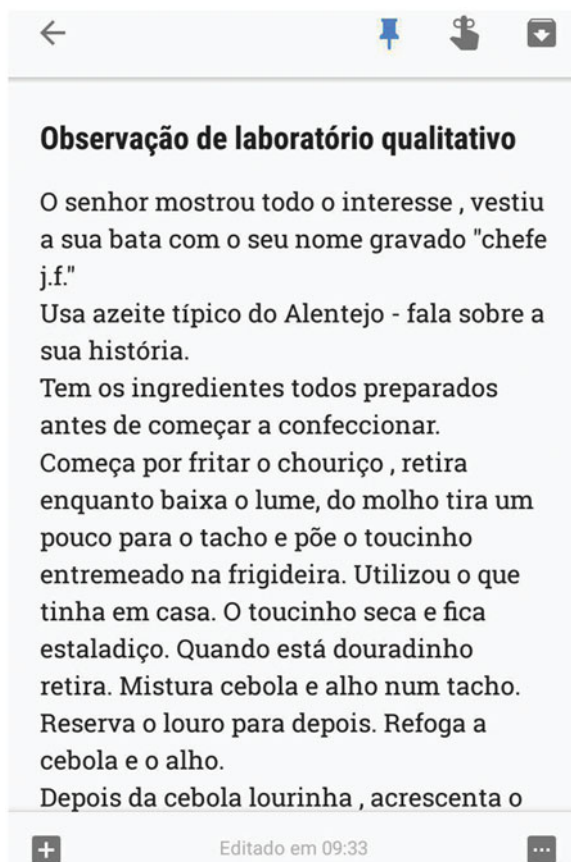 Observação de laboratório qualitativo
O senhor mostrou todo o interesse , vestiu
a sua bata com o seu nome gravado "chefe
j.f."
Usa azeite típico do Alentejo - fala sobre a
sua história.
Tem os ingredientes todos preparados
antes de começar a confeccionar.
Começa por fritar o chouriço , retira
enquanto baixa o lume, do molho tira um
pouco para o tacho e põe o toucinho
entremeado na frigideira. Utilizou o que
tinha em casa. O toucinho seca e fica
estaladiço. Quando está douradinho
retira. Mistura cebola e alho num tacho.
Reserva o louro para depois. Refoga a
cebola e o alho.
Depois da cebola lourinha , acrescenta o
Editado em 09:33